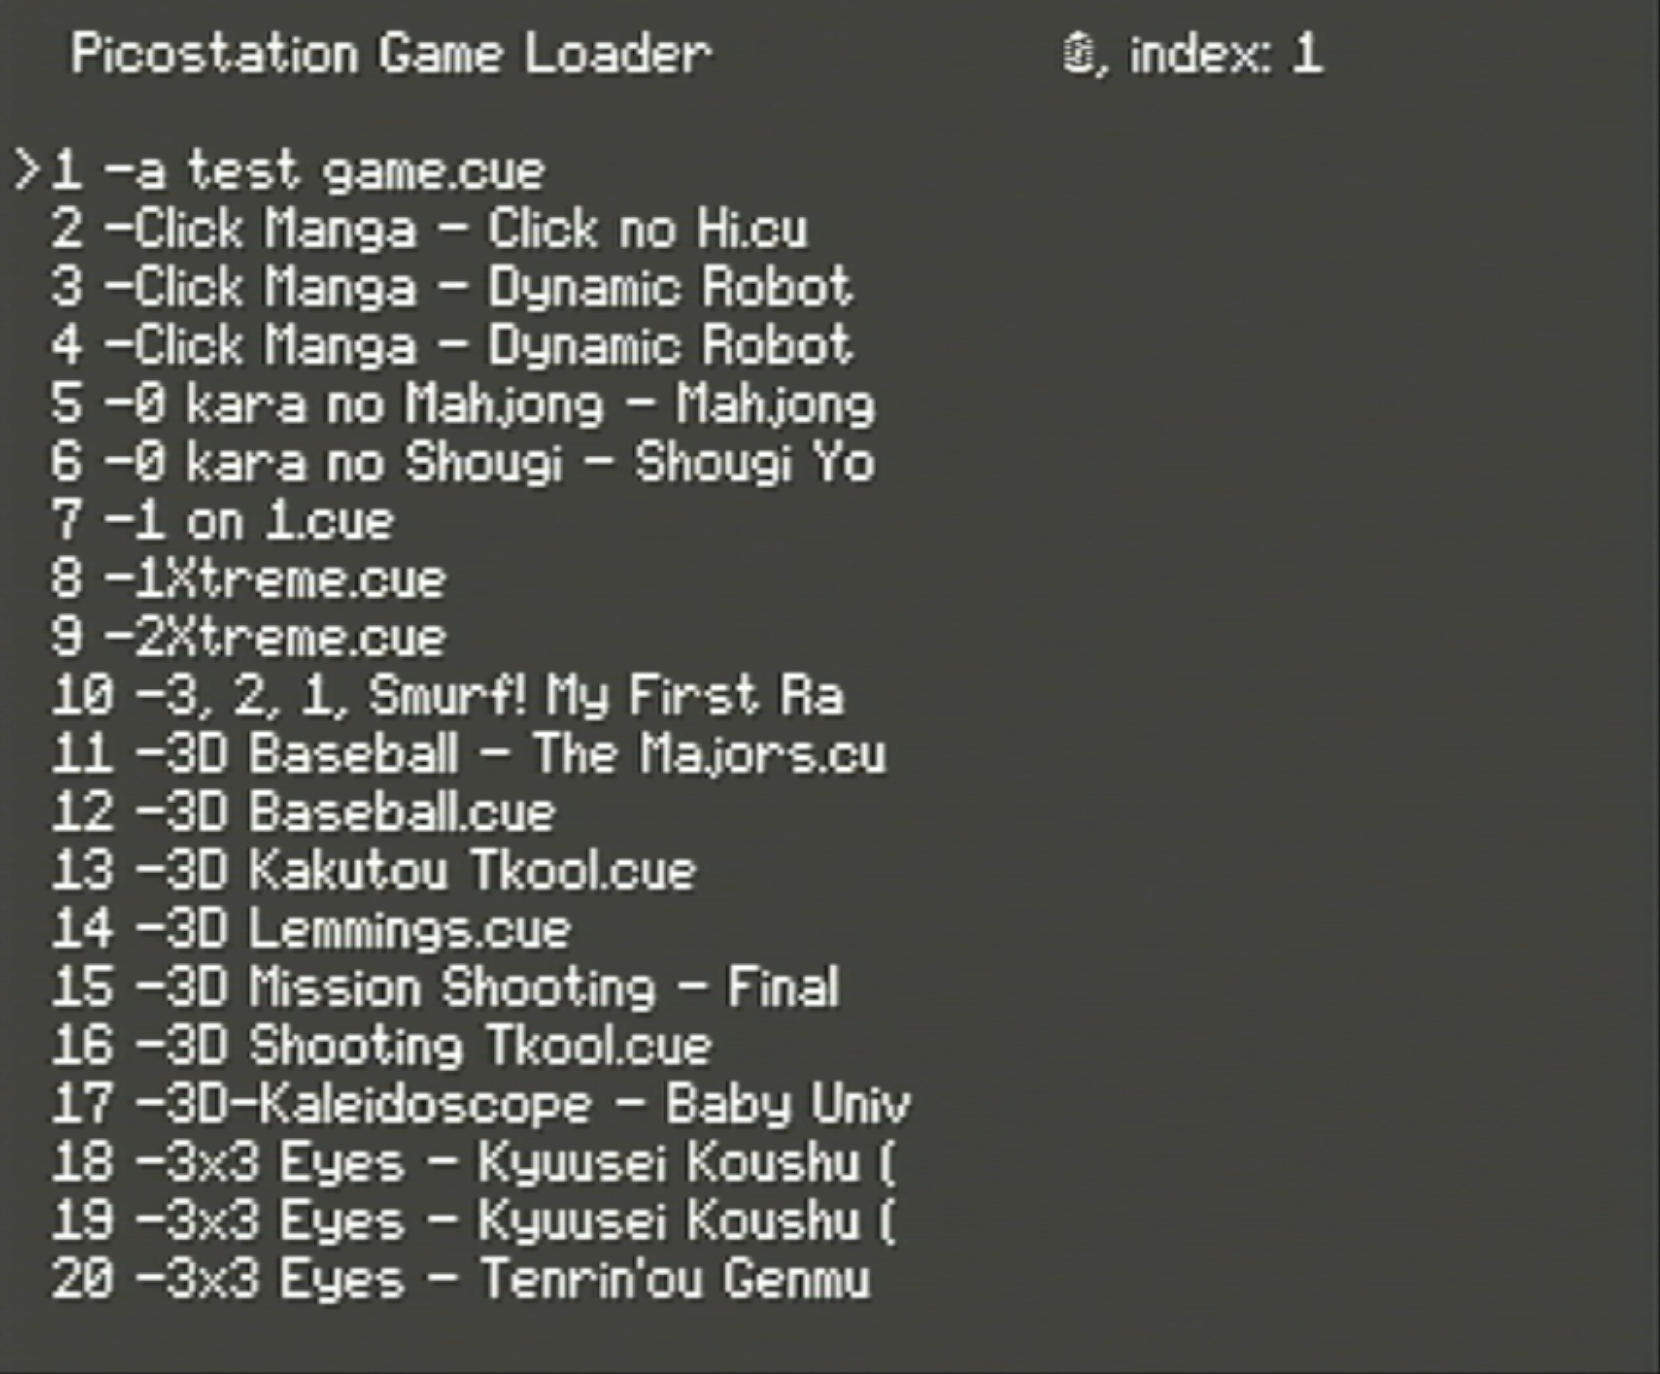 Picostation Game Loader , index: 1
>1 -a test game.cue
2 -Click Manga - Click no Hi.cu
3 -Click Manga - Dynamic Robot
4 -Click Manga - Dynamic Robot
5 -0 kara no Mahjong - Mahjong
6 -0 kara no Shougi - Shougi Yo
7 -1 on 1.cue
8 -1Xtreme.cue
9 -2Xtreme.cue
10 -3, 2, 1, Smurf! My First Ra
11 -3D Baseball - The Majors.cu
12 -3D Baseball.cue
13 -3D Kakutou Tkool.cue
14 -3D Lemmings.cue
15 -3D Mission Shooting - Final
16 -3D Shooting Tkool.cue
17 -3D-Kaleidoscope - Baby Univ
18 -3x3 Eyes - Kyuusei Koushu (
19 -3x3 Eyes - Kyuusei Koushu (
20 -3x3 Eyes - Tenrin'ou Genmu